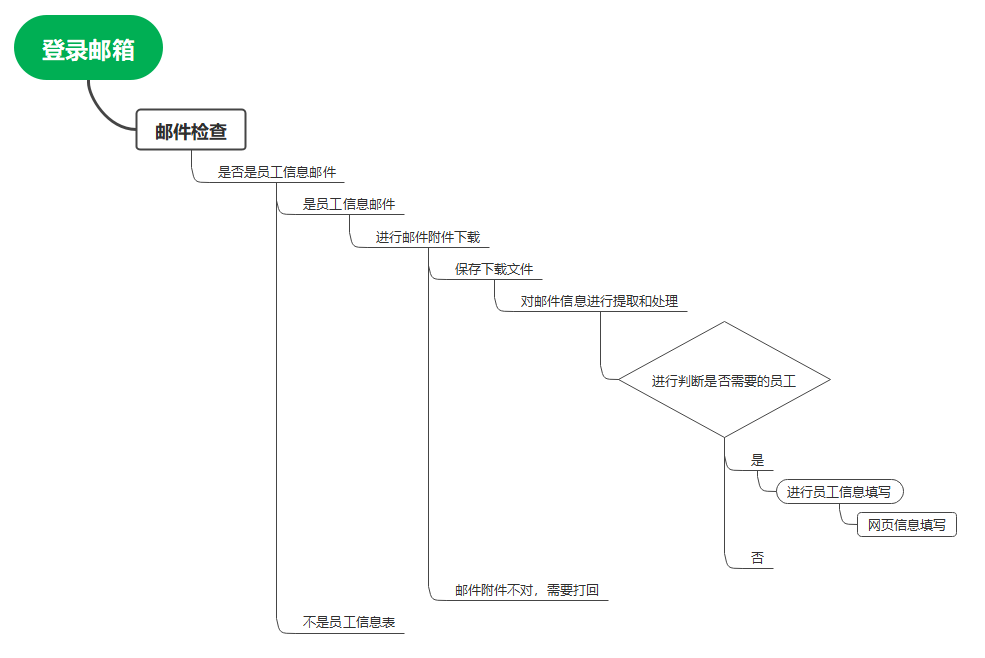 登录邮箱
邮件检查
是否是员工信息邮件
是员工信息邮件
进行邮件附件下载
保存下载文件
对邮件信息进行提取和处理
进行判断是否需要的员工
是
进行员工信息填写
网页信息填写
否
邮件附件不对，需要打回
不是员工信息表